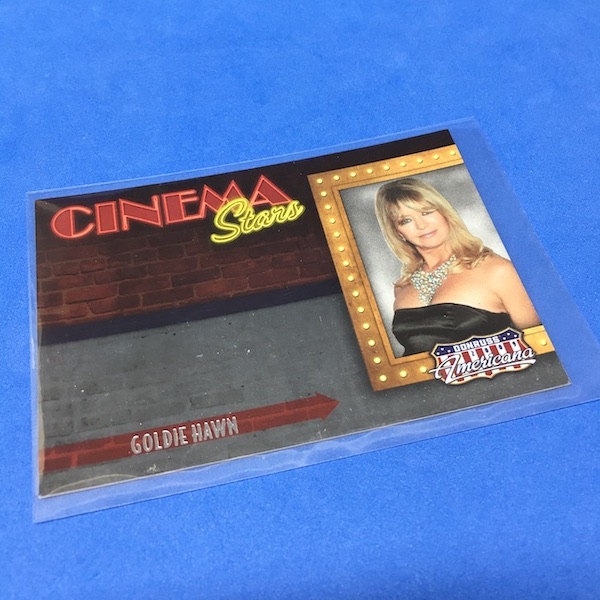 CINEMA
Stars
DONRUSS
Americana
GOLDIE HAWN